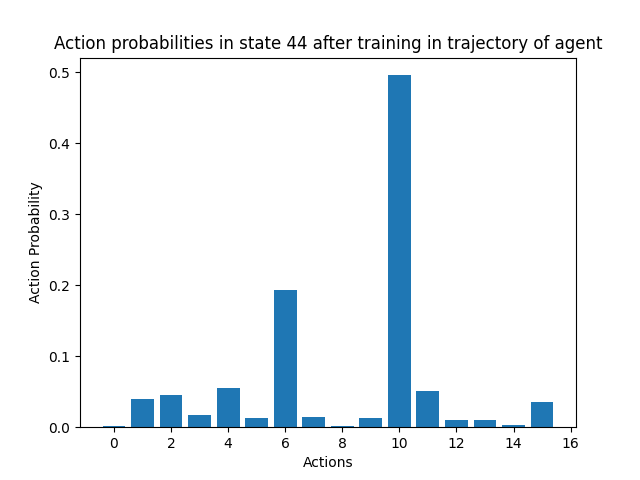 Action probabilities in state 44 after training in trajectory of agent
0.5
0.4
0.3
0.2
0.1
0.0
Action Probability
0 2 4 6 8 10 12 14 16
Actions